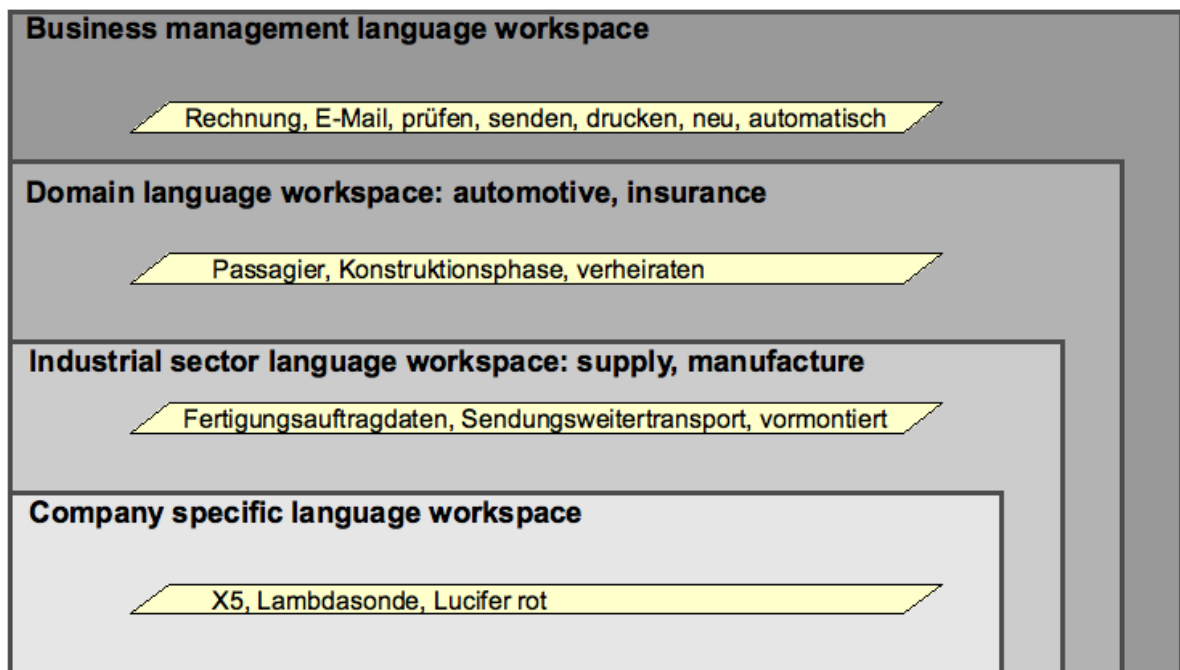 Business management language workspace
Rechnung, E-Mail, prüfen, senden, drucken, neu, automatisch
Domain language workspace: automotive, insurance
Passagier, Konstruktionsphase, verheiraten
Industrial sector language workspace: supply, manufacture
Fertigungsauftragdaten, Sendungsweitertransport, vormontiert
Company specific language workspace
X5, Lambdasonde, Lucifer rot